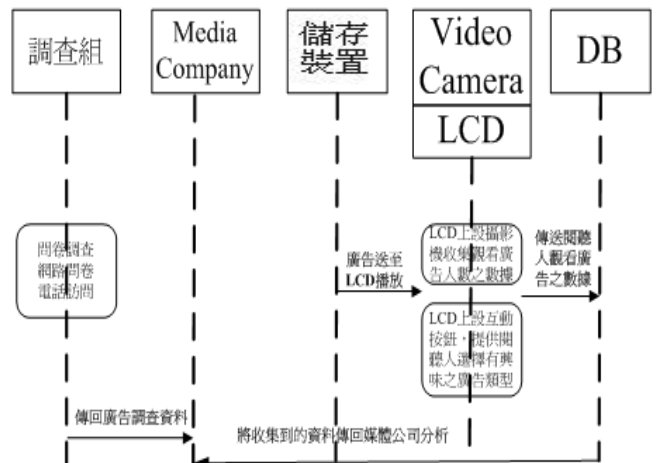 調查組
Media
Company
儲存
裝置
Video
Camera
LCD
DB
問卷調查
網路問卷
電話訪問
廣告送至
LCD播放
LCD上設攝影
機收集觀看廣
告人數之數據
傳送閱聽
人觀看廣
告之數據
LCD上設互動
按鈕，提供閱
聽人選擇有興
味之廣告類型
傳回廣告調查資料
將收集到的資料傳回媒體公司分析